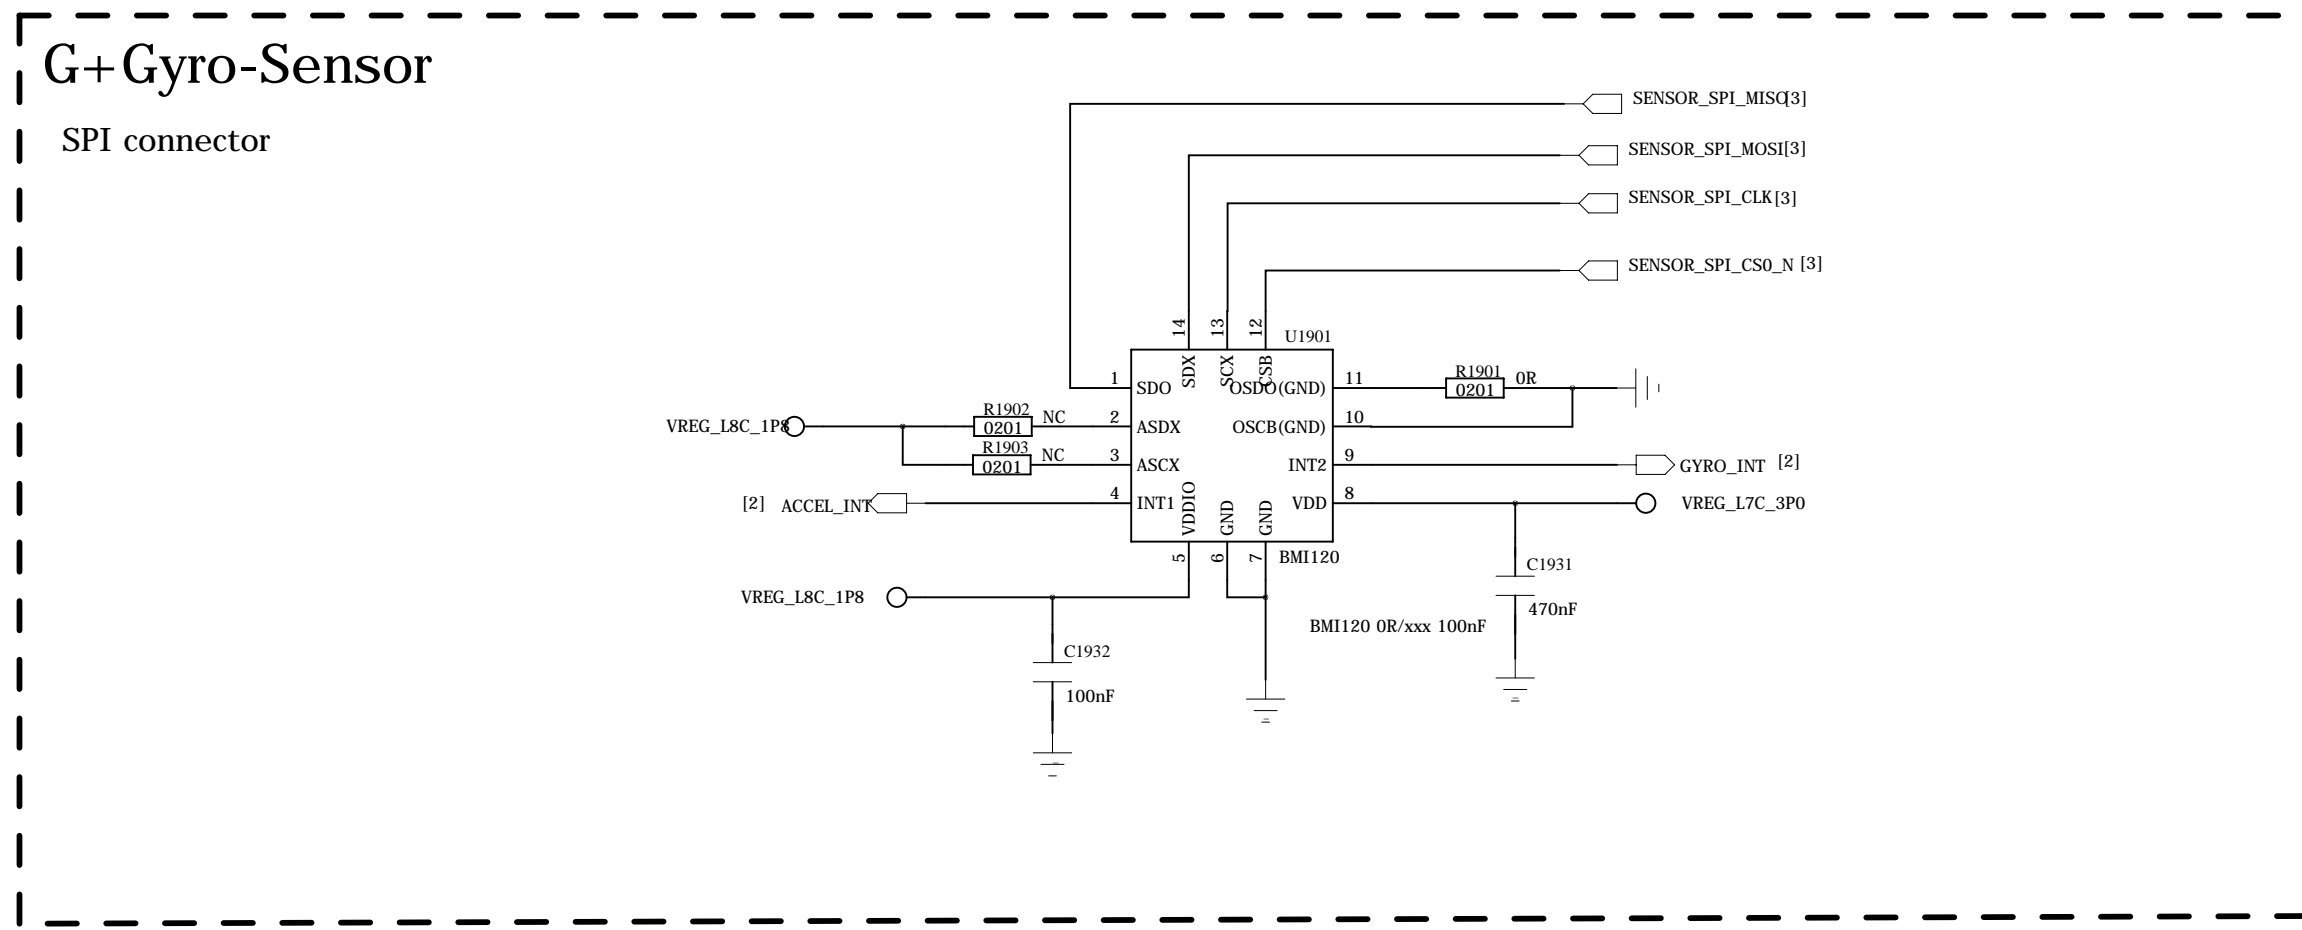 G+Gyro-Sensor
SPI connector
SENSOR_SPI_MISO[3]
SENSOR_SPI_MOSI[3]
SENSOR_SPI_CLK[3]
SENSOR_SPI_CS0_N [3]
14
13
12
U1901
SDX
SCX
CSB
1
SDO
OSDO(GND)
11
R1901
0201
0R
VREG_L8C_1P8
R1902
0201
NC
2
ASDX
OSCB(GND)
10
R1903
0201
NC
3
ASCX
INT2
9
GYRO_INT [2]
[2] ACCEL_INT
4
INT1
VDDIO
GND
GND
VDD
8
VREG_L7C_3P0
5
6
7
BMI120
C1931
470nF
VREG_L8C_1P8
BMI120 0R/xxx 100nF
C1932
100nF